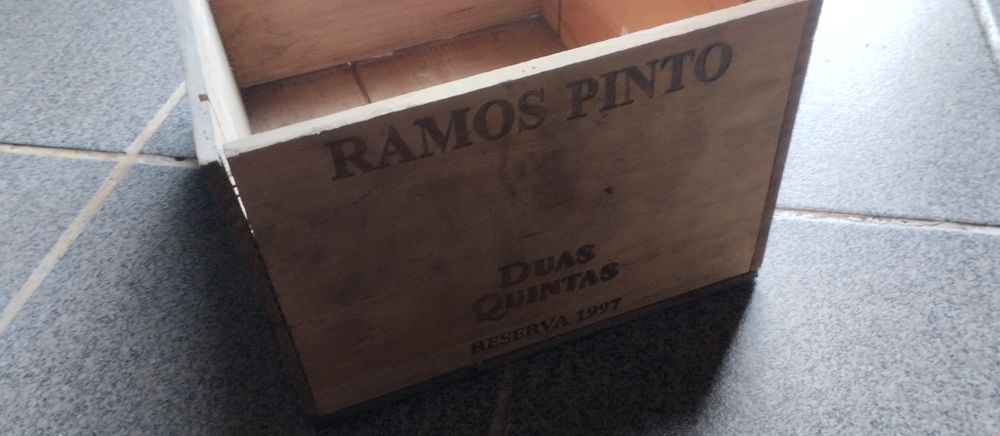 RAMOS PINTO
DUAS
QUINTAS
RESERVA 1997